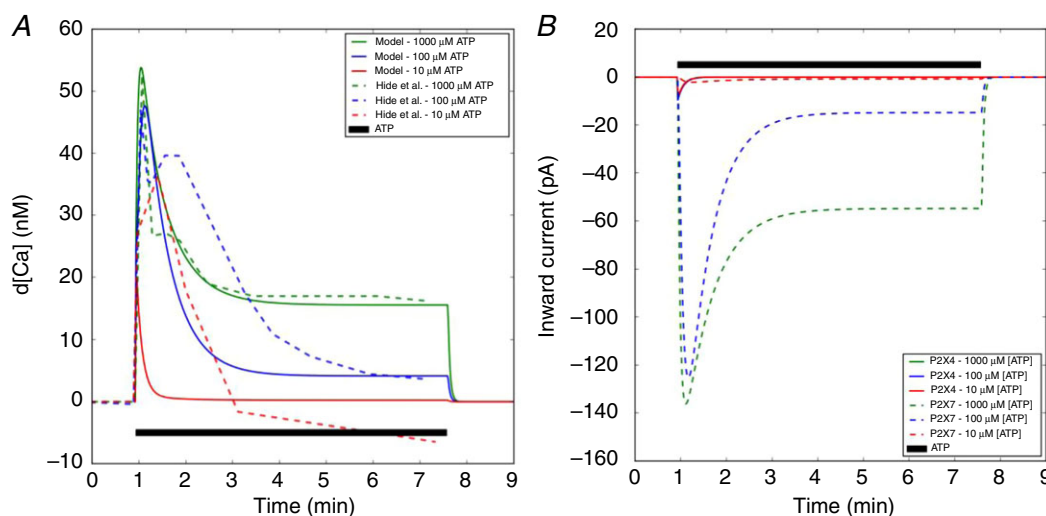 A
60
50
40
30
20
10
0
−10
d[Ca] (nM)
Model - 1000 μM ATP
Model - 100 μM ATP
Model - 10 μM ATP
Hide et al. - 1000 μM ATP
Hide et al. - 100 μM ATP
Hide et al. - 10 μM ATP
ATP
0 1 2 3 4 5 6 7 8 9
Time (min)
B
20
0
−20
−40
−60
−80
−100
−120
−140
−160
Inward current (pA)
P2X4 - 1000 μM [ATP]
P2X4 - 100 μM [ATP]
P2X4 - 10 μM [ATP]
P2X7 - 1000 μM [ATP]
P2X7 - 100 μM [ATP]
P2X7 - 10 μM [ATP]
ATP
0 1 2 3 4 5 6 7 8 9
Time (min)